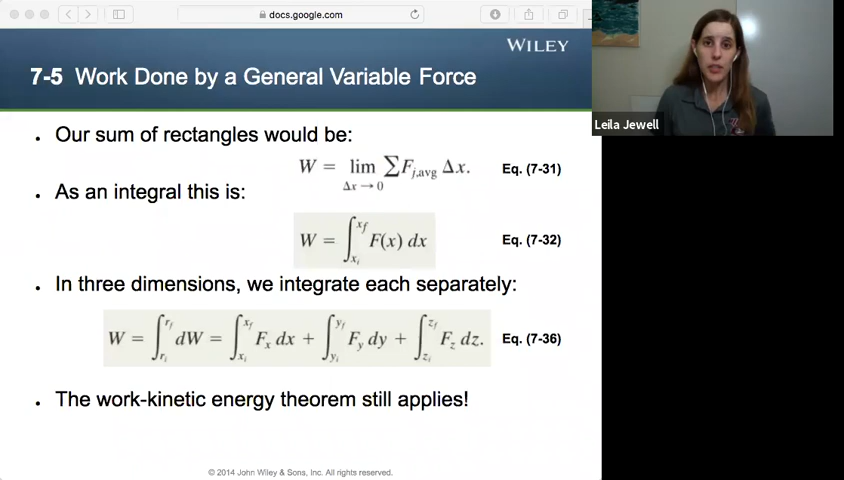 docs.google.com
WILEY
7-5 Work Done by a General Variable Force
Leila Jewell
• Our sum of rectangles would be:
W = lim Δx→0 ∑F_j,avg Δx. Eq. (7-31)
• As an integral this is:
W = ∫_{x_i}^{x_f} F(x) dx Eq. (7-32)
• In three dimensions, we integrate each separately:
W = ∫_{r_i}^{r_f} dW = ∫_{x_i}^{x_f} F_x dx + ∫_{y_i}^{y_f} F_y dy + ∫_{z_i}^{z_f} F_z dz. Eq. (7-36)
• The work-kinetic energy theorem still applies!
© 2014 John Wiley & Sons, Inc. All rights reserved.